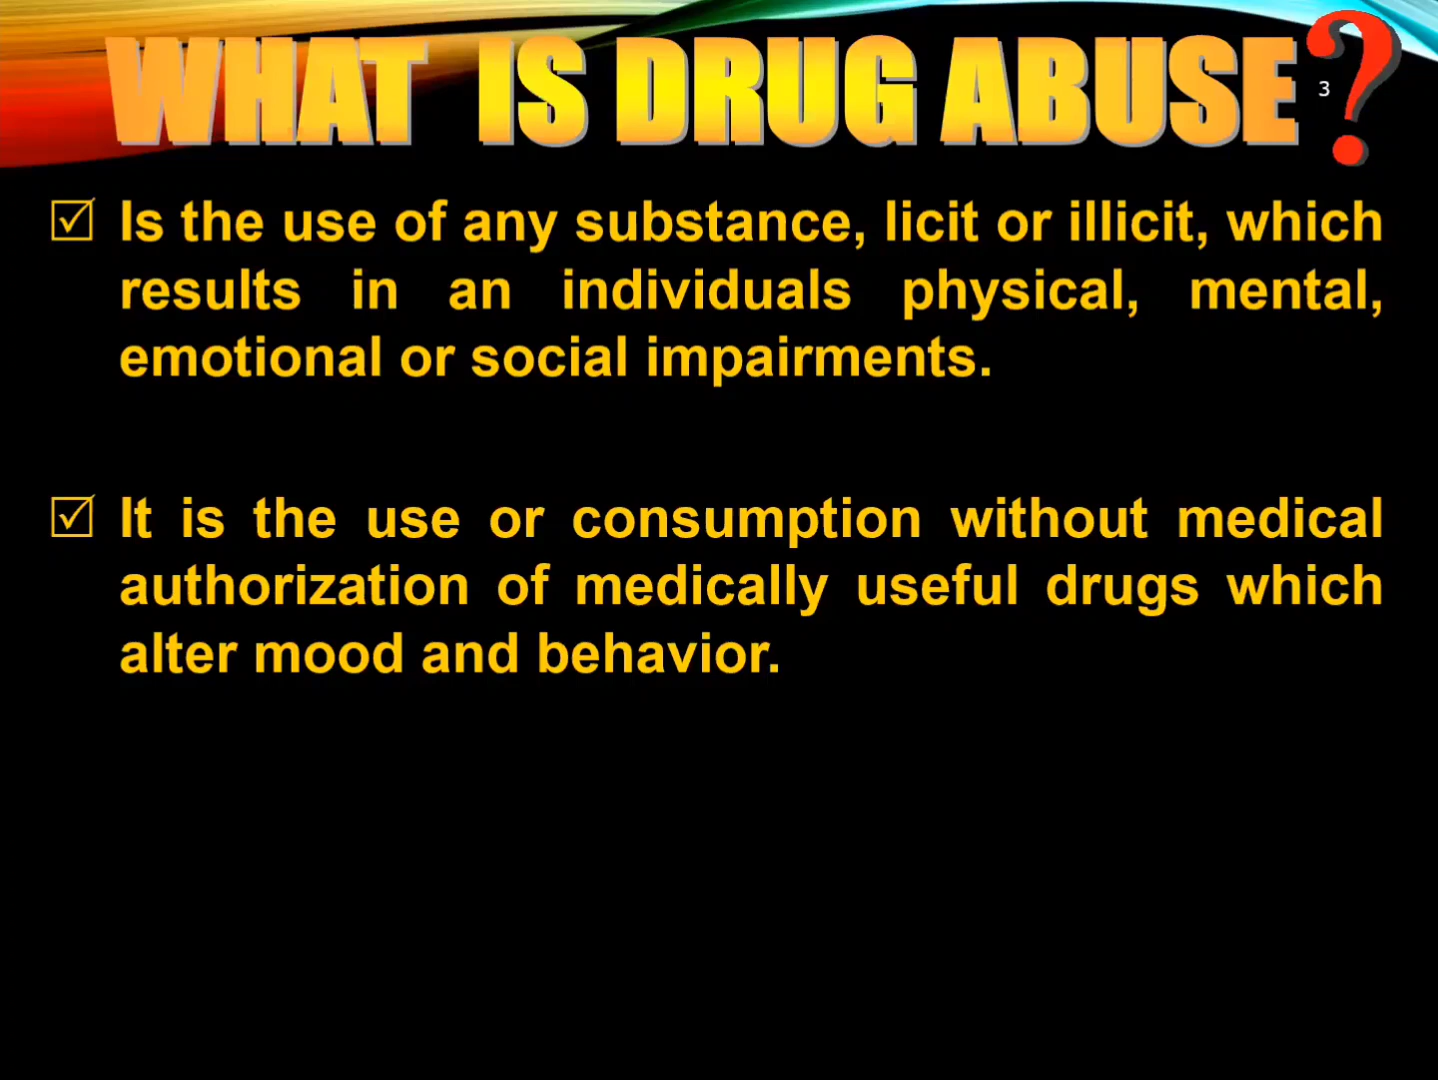 WHAT IS DRUG ABUSE?
3
☑ Is the use of any substance, licit or illicit, which
results in an individuals physical, mental,
emotional or social impairments.
☑ It is the use or consumption without medical
authorization of medically useful drugs which
alter mood and behavior.